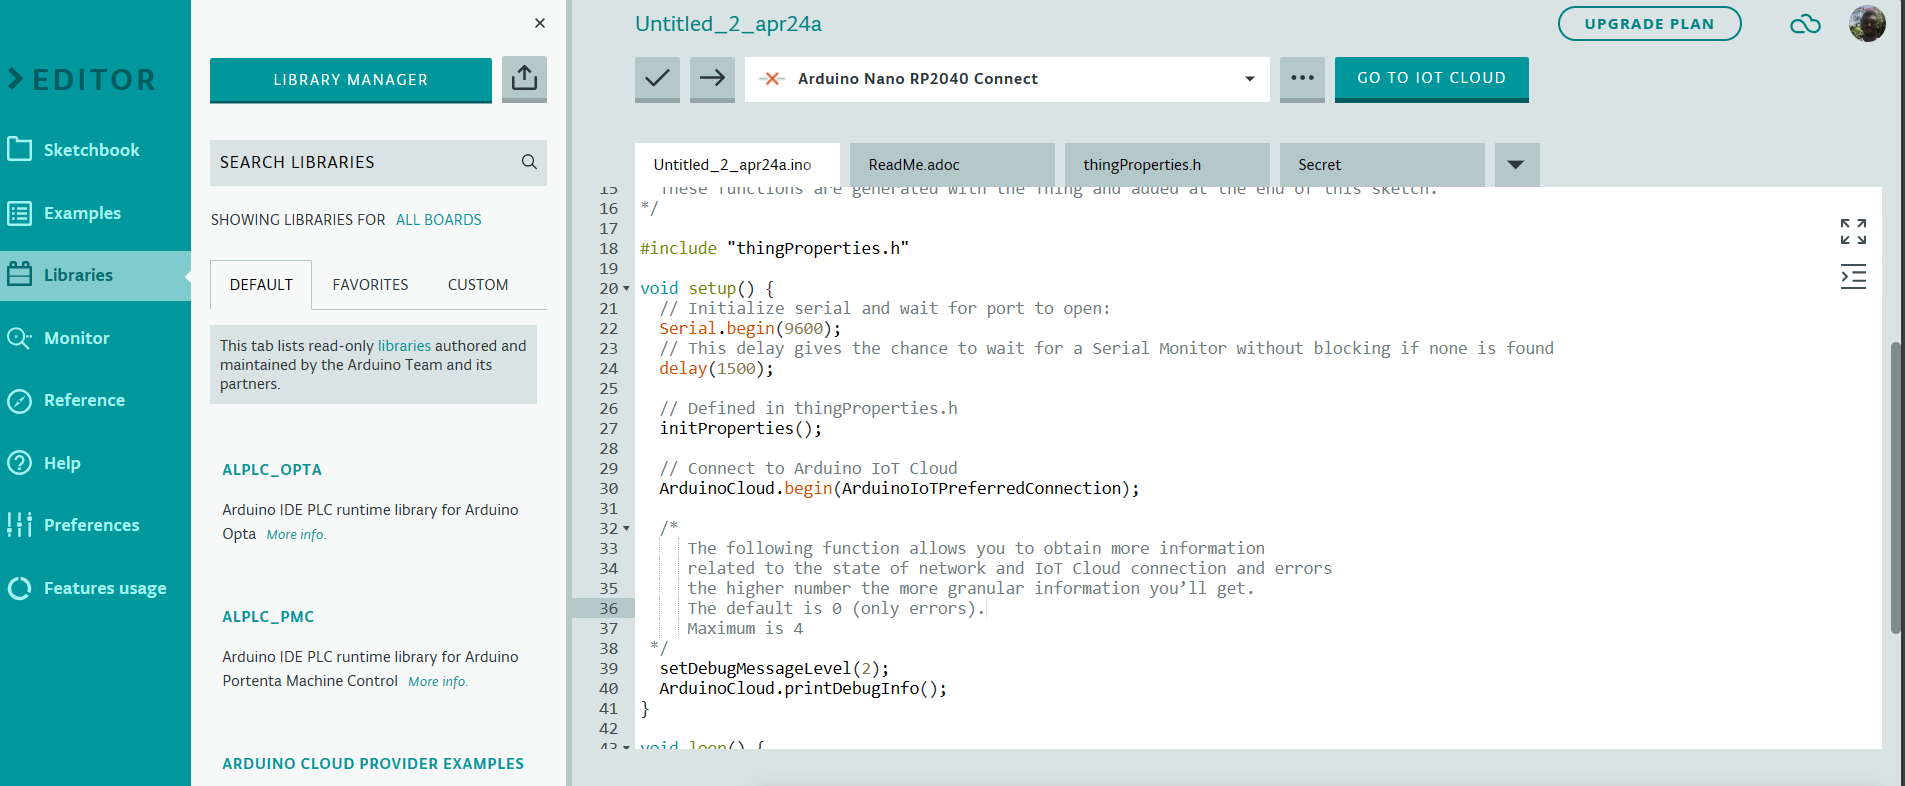 EDITOR
Sketchbook
Examples
Libraries
Monitor
Reference
Help
Preferences
Features usage
LIBRARY MANAGER
SEARCH LIBRARIES
SHOWING LIBRARIES FOR ALL BOARDS
DEFAULT FAVORITES CUSTOM
This tab lists read-only libraries authored and
maintained by the Arduino Team and its
partners.
ALPLC_OPTA
Arduino IDE PLC runtime library for Arduino
Opta More info.
ALPLC_PMC
Arduino IDE PLC runtime library for Arduino
Portenta Machine Control More info.
ARDUINO CLOUD PROVIDER EXAMPLES
Untitled_2_apr24a
UPGRADE PLAN
Arduino Nano RP2040 Connect
GO TO IOT CLOUD
Untitled_2_apr24a.ino ReadMe.adoc thingProperties.h Secret
15 These functions are generated with the Thing and added at the end of this sketch.
16 */
17
18 #include "thingProperties.h"
19
20 void setup() {
21 // Initialize serial and wait for port to open:
22 Serial.begin(9600);
23 // This delay gives the chance to wait for a Serial Monitor without blocking if none is found
24 delay(1500);
25
26 // Defined in thingProperties.h
27 initProperties();
28
29 // Connect to Arduino IoT Cloud
30 ArduinoCloud.begin(ArduinoIoTPreferredConnection);
31
32 /*
33 The following function allows you to obtain more information
34 related to the state of network and IoT Cloud connection and errors
35 the higher number the more granular information you’ll get.
36 The default is 0 (only errors).
37 Maximum is 4
38 */
39 setDebugMessageLevel(2);
40 ArduinoCloud.printDebugInfo();
41 }
42
43 void loop() {